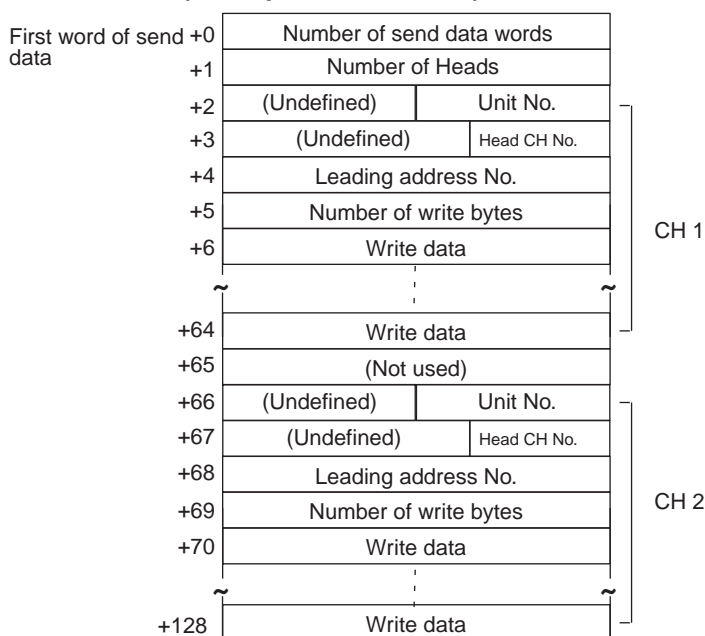 First word of send data
+0 Number of send data words
+1 Number of Heads
+2 (Undefined) Unit No.
+3 (Undefined) Head CH No.
+4 Leading address No.
+5 Number of write bytes
+6 Write data
CH 1
~ ~
+64 Write data
+65 (Not used)
+66 (Undefined) Unit No.
+67 (Undefined) Head CH No.
+68 Leading address No.
+69 Number of write bytes
+70 Write data
CH 2
~ ~
+128 Write data